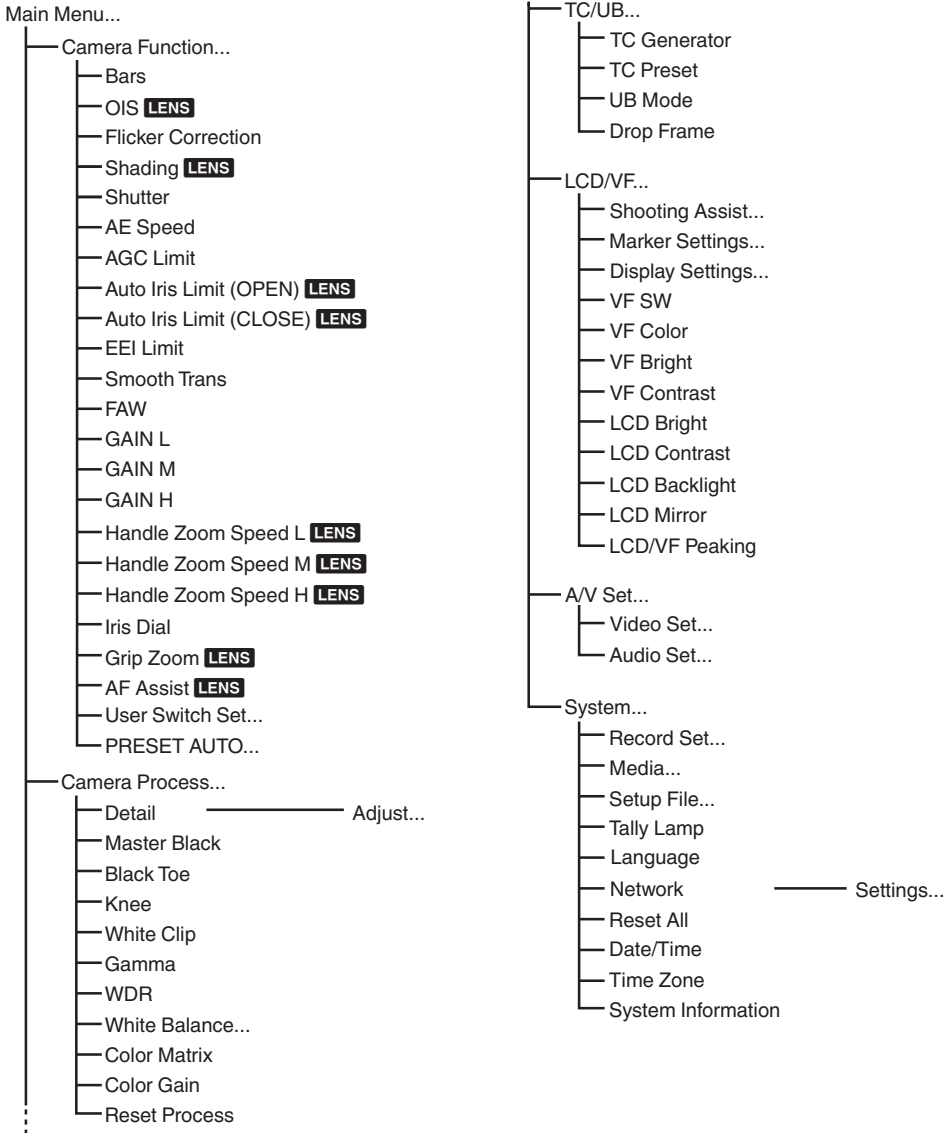 Main Menu...
Camera Function...
Bars
OIS LENS
Flicker Correction
Shading LENS
Shutter
AE Speed
AGC Limit
Auto Iris Limit (OPEN) LENS
Auto Iris Limit (CLOSE) LENS
EEI Limit
Smooth Trans
FAW
GAIN L
GAIN M
GAIN H
Handle Zoom Speed L LENS
Handle Zoom Speed M LENS
Handle Zoom Speed H LENS
Iris Dial
Grip Zoom LENS
AF Assist LENS
User Switch Set...
PRESET AUTO...
Camera Process...
Detail Adjust...
Master Black
Black Toe
Knee
White Clip
Gamma
WDR
White Balance...
Color Matrix
Color Gain
Reset Process
TC/UB...
TC Generator
TC Preset
UB Mode
Drop Frame
LCD/VF...
Shooting Assist...
Marker Settings...
Display Settings...
VF SW
VF Color
VF Bright
VF Contrast
LCD Bright
LCD Contrast
LCD Backlight
LCD Mirror
LCD/VF Peaking
A/V Set...
Video Set...
Audio Set...
System...
Record Set...
Media...
Setup File...
Tally Lamp
Language
Network Settings...
Reset All
Date/Time
Time Zone
System Information